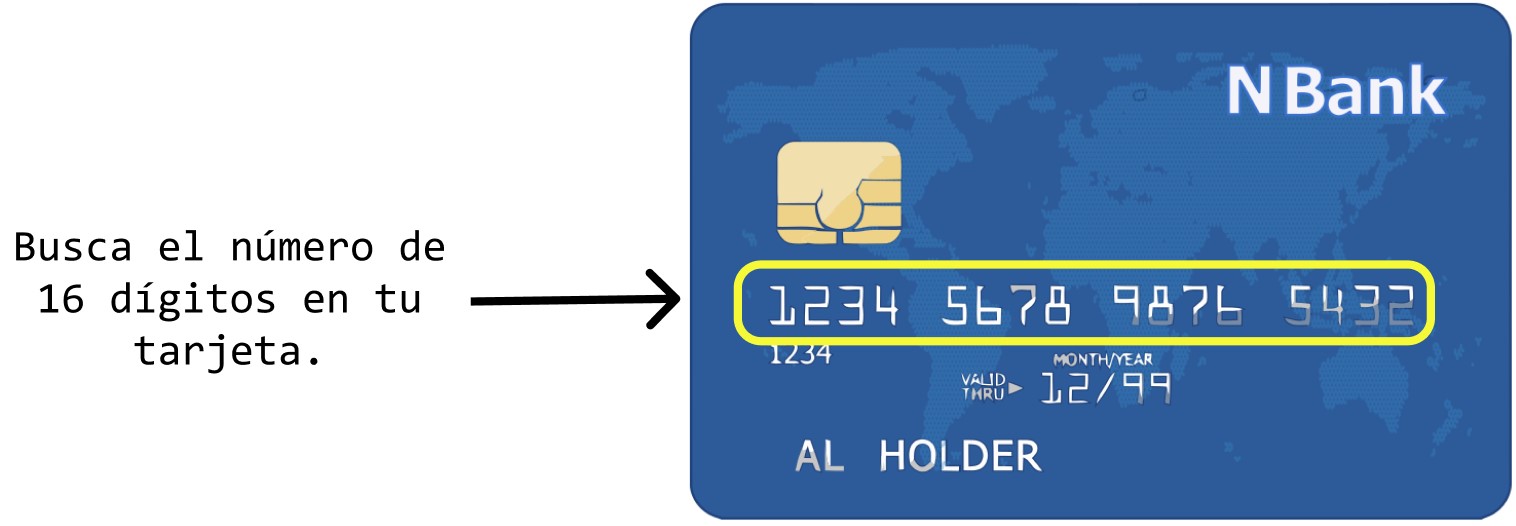 Busca el número de
16 dígitos en tu
tarjeta.
N Bank
1234 5678 9876 5432
1234
MONTH/YEAR
VALID
THRU
12/99
AL HOLDER